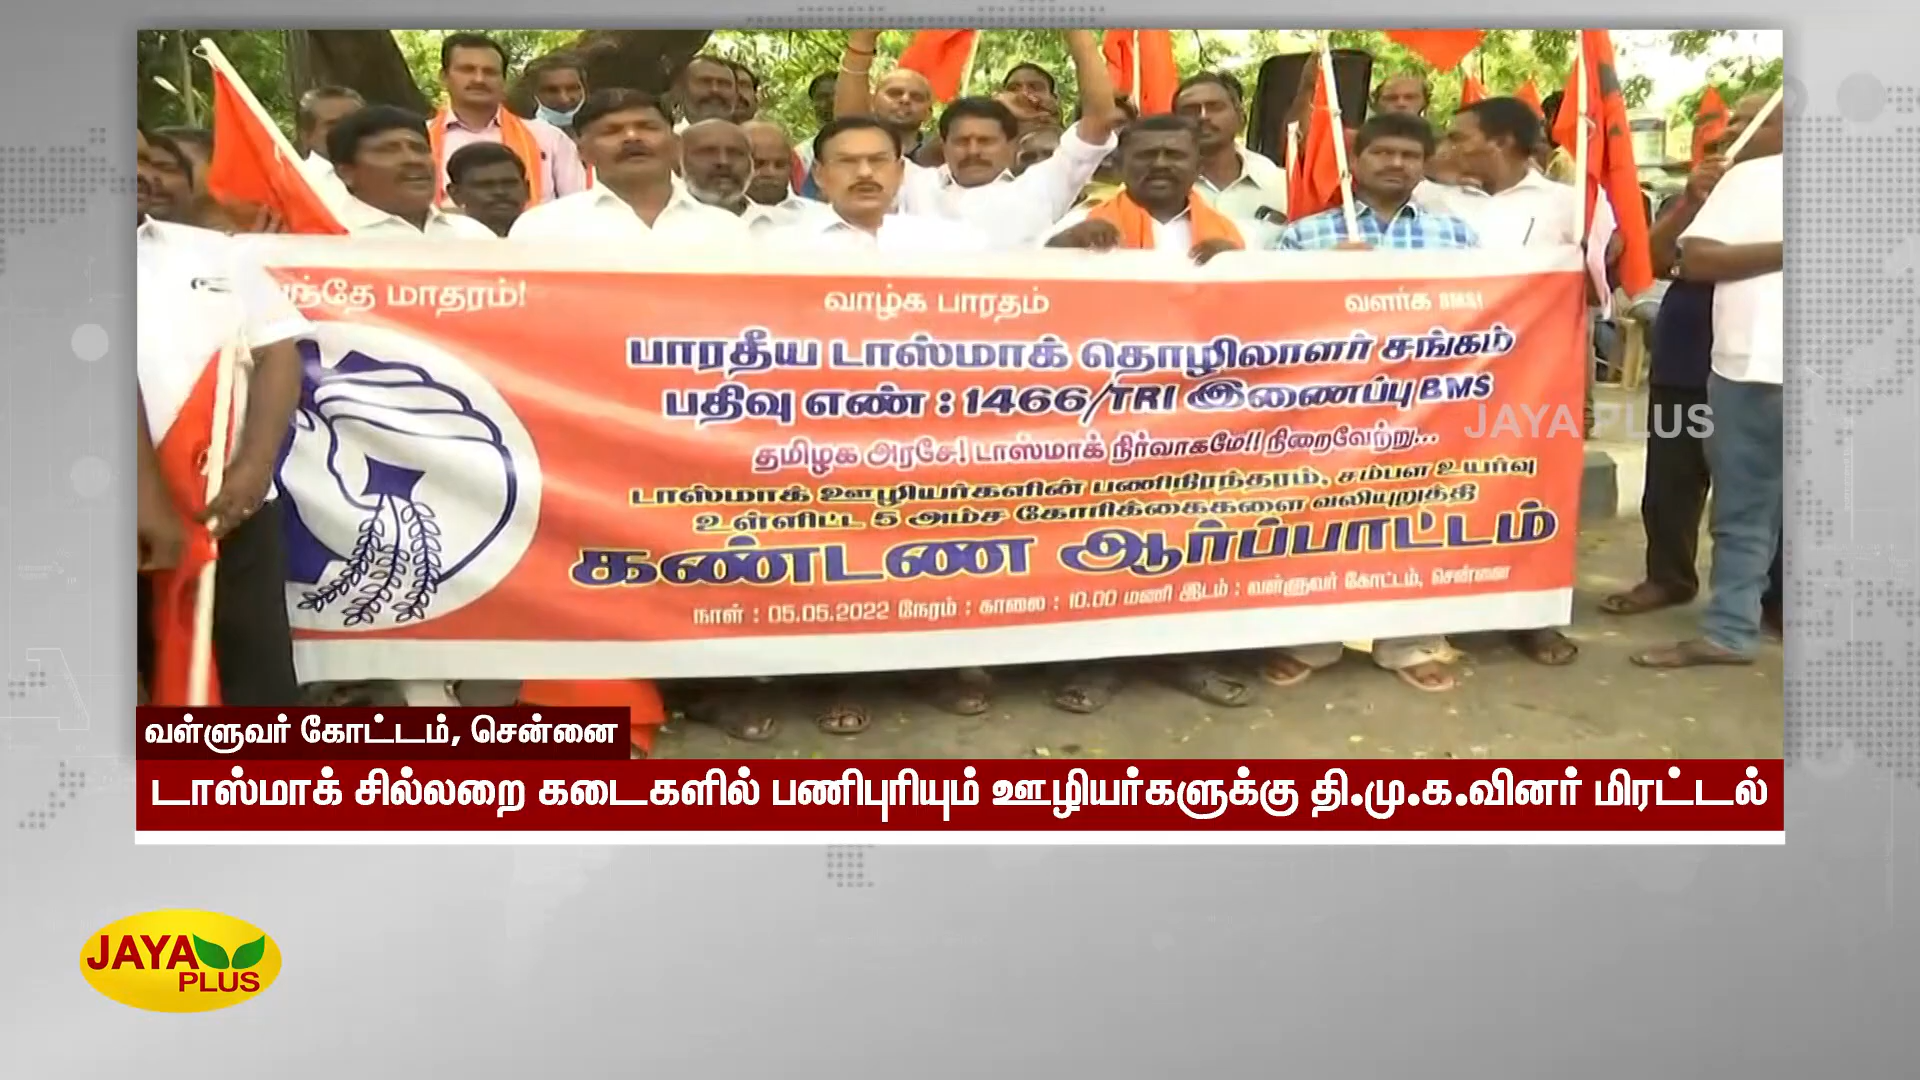 வந்தே மாதரம்! வாழ்க பாரதம் வளர்க BMS!
பாரதீய டாஸ்மாக் தொழிலாளர் சங்கம்
பதிவு எண் : 1466/TRI இணைப்பு BMS
தமிழக அரசே! டாஸ்மாக் நிர்வாகமே!! நிறைவேற்று...
டாஸ்மாக் ஊழியர்களின் பணிநிரந்தரம், சம்பள உயர்வு
உள்ளிட்ட 5 அம்ச கோரிக்கைகளை வலியுறுத்தி
கண்டண ஆர்ப்பாட்டம்
நாள் : 05.05.2022 நேரம் : காலை : 10.00 மணி இடம் : வள்ளுவர் கோட்டம், சென்னை
JAYA PLUS
வள்ளுவர் கோட்டம், சென்னை
டாஸ்மாக் சில்லறை கடைகளில் பணிபுரியும் ஊழியர்களுக்கு தி.மு.க.வினர் மிரட்டல்
JAYA
PLUS